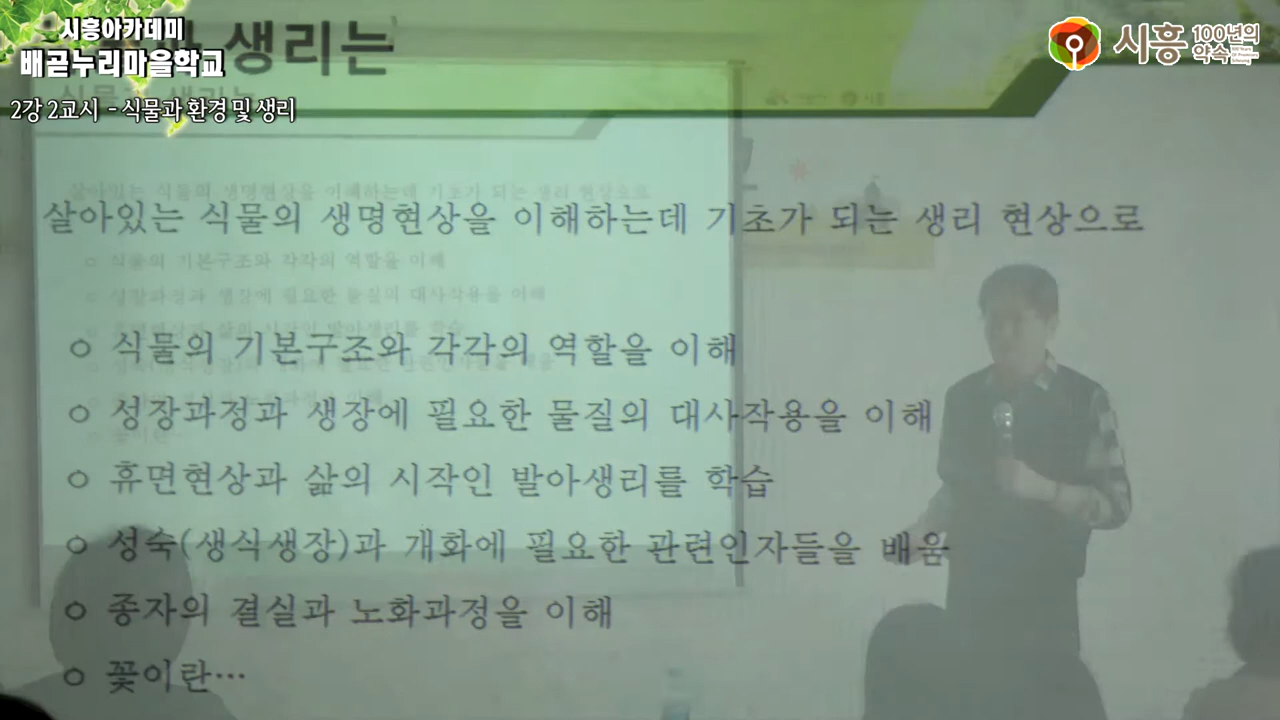 시흥아카데미
배곧누리마을학교
2강 2교시 - 식물과 환경 및 생리
시흥 100년의 약속
생리는
살아있는 식물의 생명현상을 이해하는데 기초가 되는 생리 현상으로
ㅇ 식물의 기본구조와 각각의 역할을 이해
ㅇ 성장과정과 생장에 필요한 물질의 대사작용을 이해
ㅇ 휴면현상과 삶의 시작인 발아생리를 학습
ㅇ 성숙(생식생장)과 개화에 필요한 관련인자들을 배움
ㅇ 종자의 결실과 노화과정을 이해
ㅇ 꽃이란…